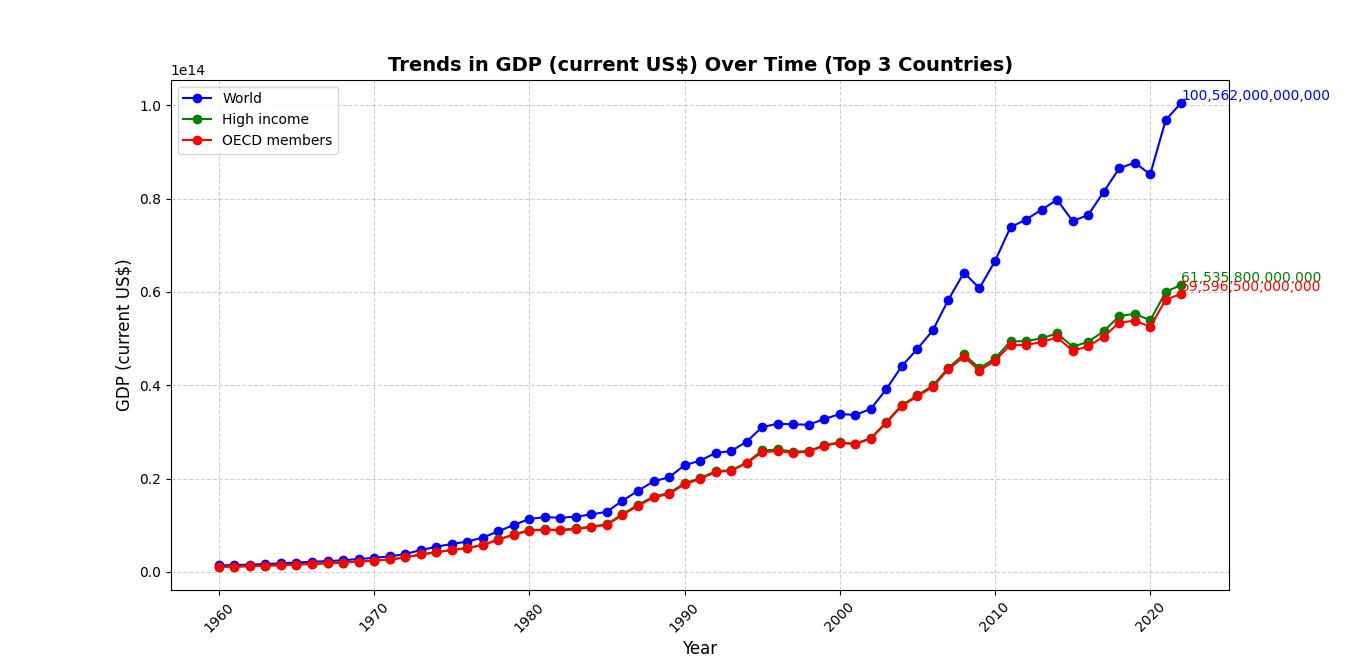 Trends in GDP (current US$) Over Time (Top 3 Countries)
1e14
World
High income
OECD members
100,562,000,000,000
61,535,800,000,000
59,596,500,000,000
1.0
0.8
0.6
0.4
0.2
0.0
GDP (current US$)
1960
1970
1980
1990
2000
2010
2020
Year